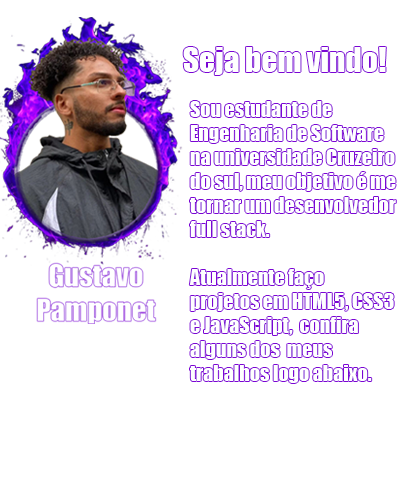 Seja bem vindo!
Sou estudante de
Engenharia de Software
na universidade Cruzeiro
do sul, meu objetivo é me
tornar um desenvolvedor
full stack.
Atualmente faço
projetos em HTML5, CSS3
e JavaScript, confira
alguns dos meus
trabalhos logo abaixo.
Gustavo
Pamponet